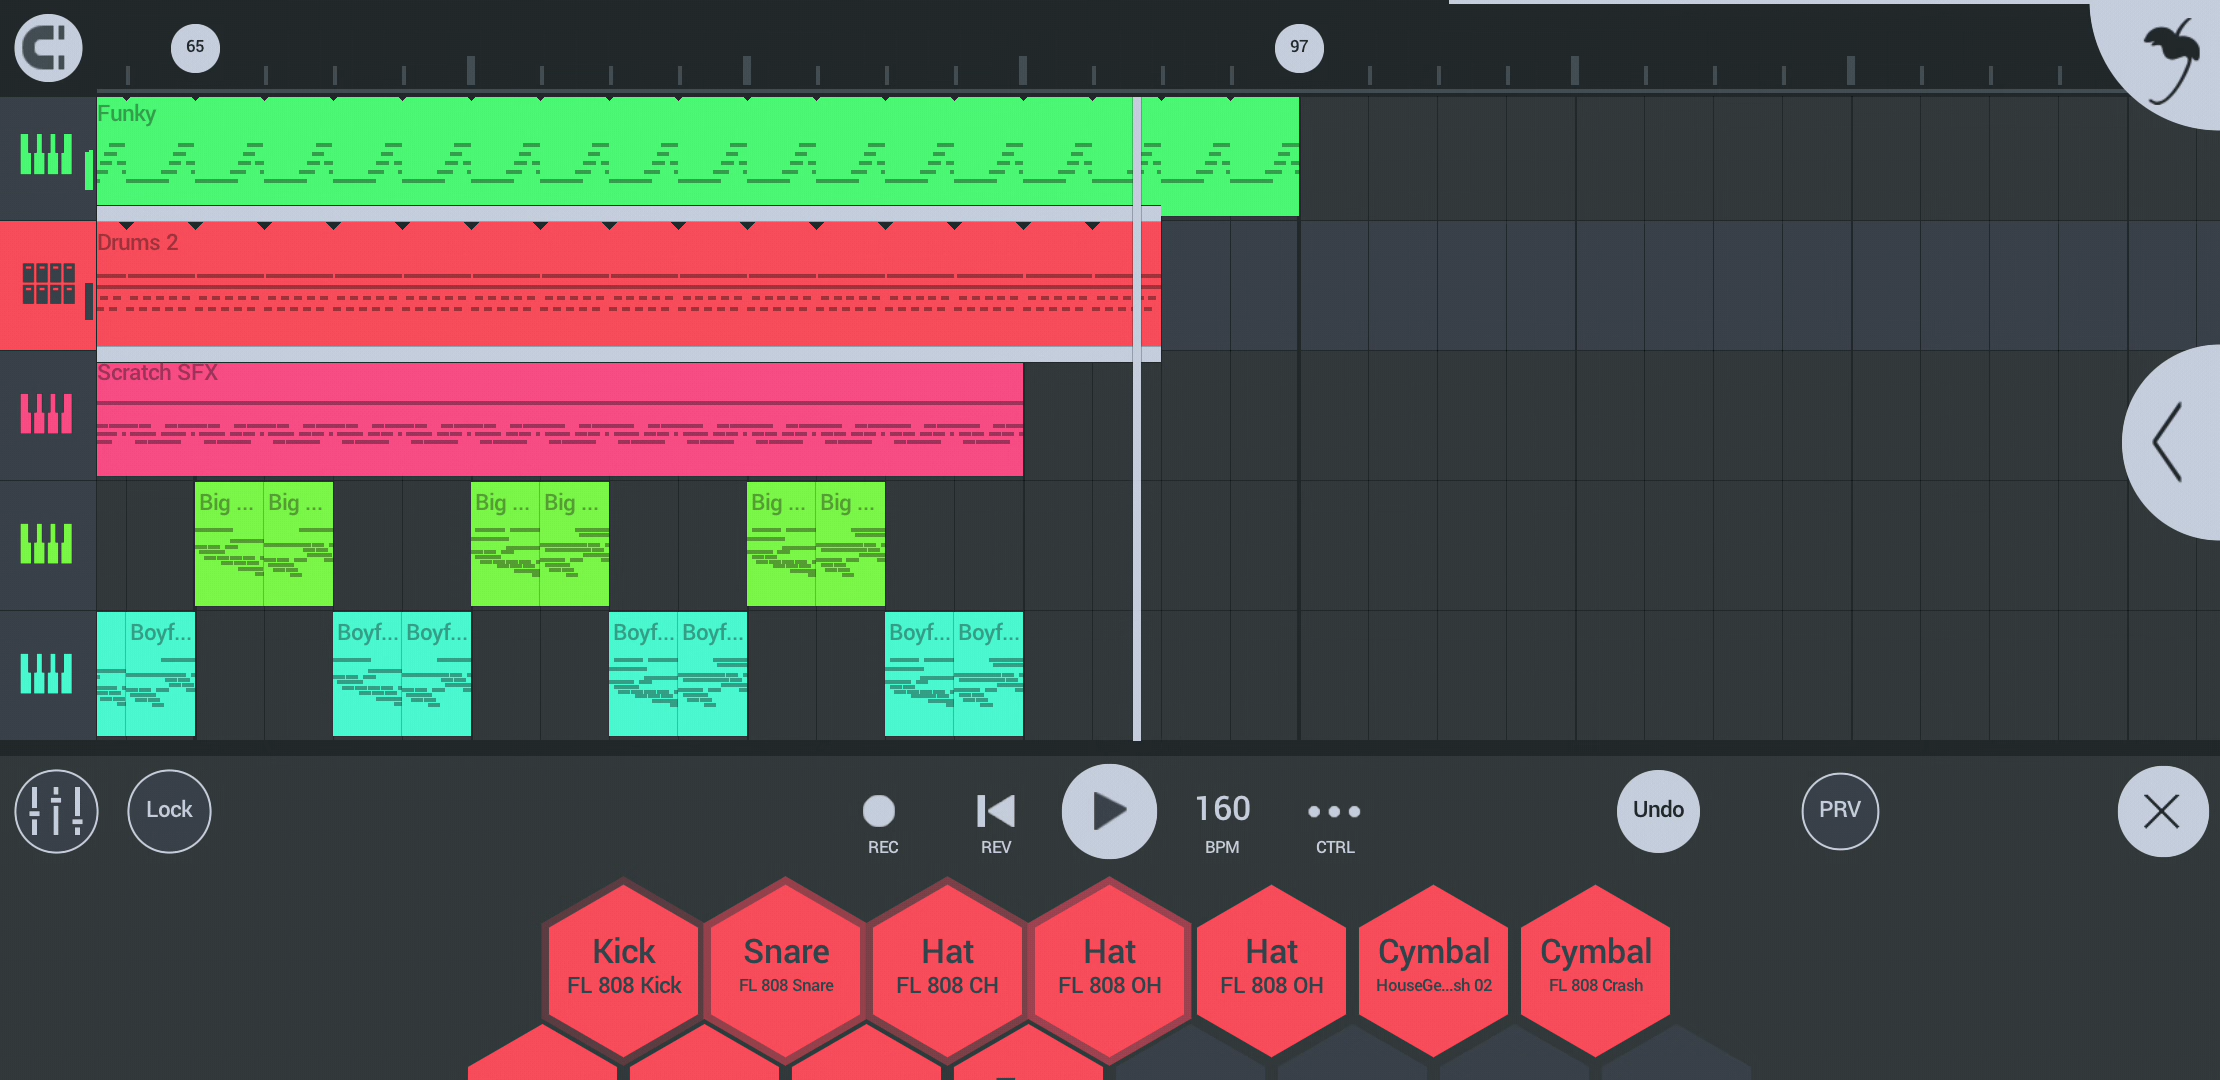 65
97
Funky
Drums 2
Scratch SFX
Big ... Big ... Big ... Big ... Big ... Big ...
Boyf... Boyf... Boyf... Boyf... Boyf... Boyf... Boyf...
Lock
160
Undo
PRV
REC
REV
BPM
CTRL
Kick
FL 808 Kick
Snare
FL 808 Snare
Hat
FL 808 CH
Hat
FL 808 OH
Hat
FL 808 OH
Cymbal
HouseGe...sh 02
Cymbal
FL 808 Crash